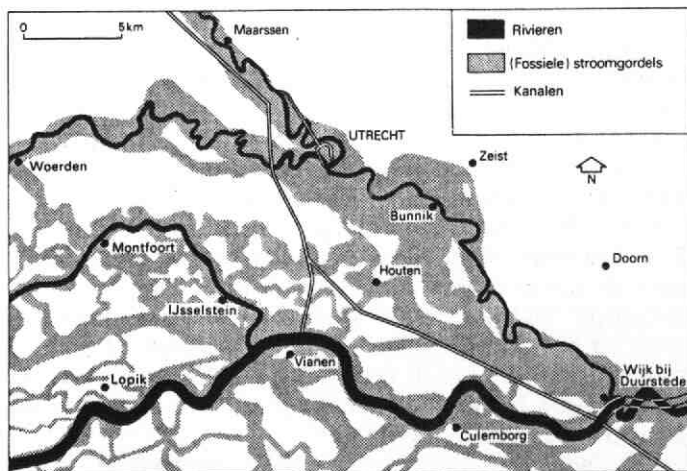 0 5km
Maarssen
Rivieren
(Fossiele) stroomgordels
Kanalen
UTRECHT
Zeist
N
Woerden
Bunnik
Montfoort
Houten
Doorn
IJsselstein
Vianen
Lopik
Wijk bij
Duurstede
Culemborg